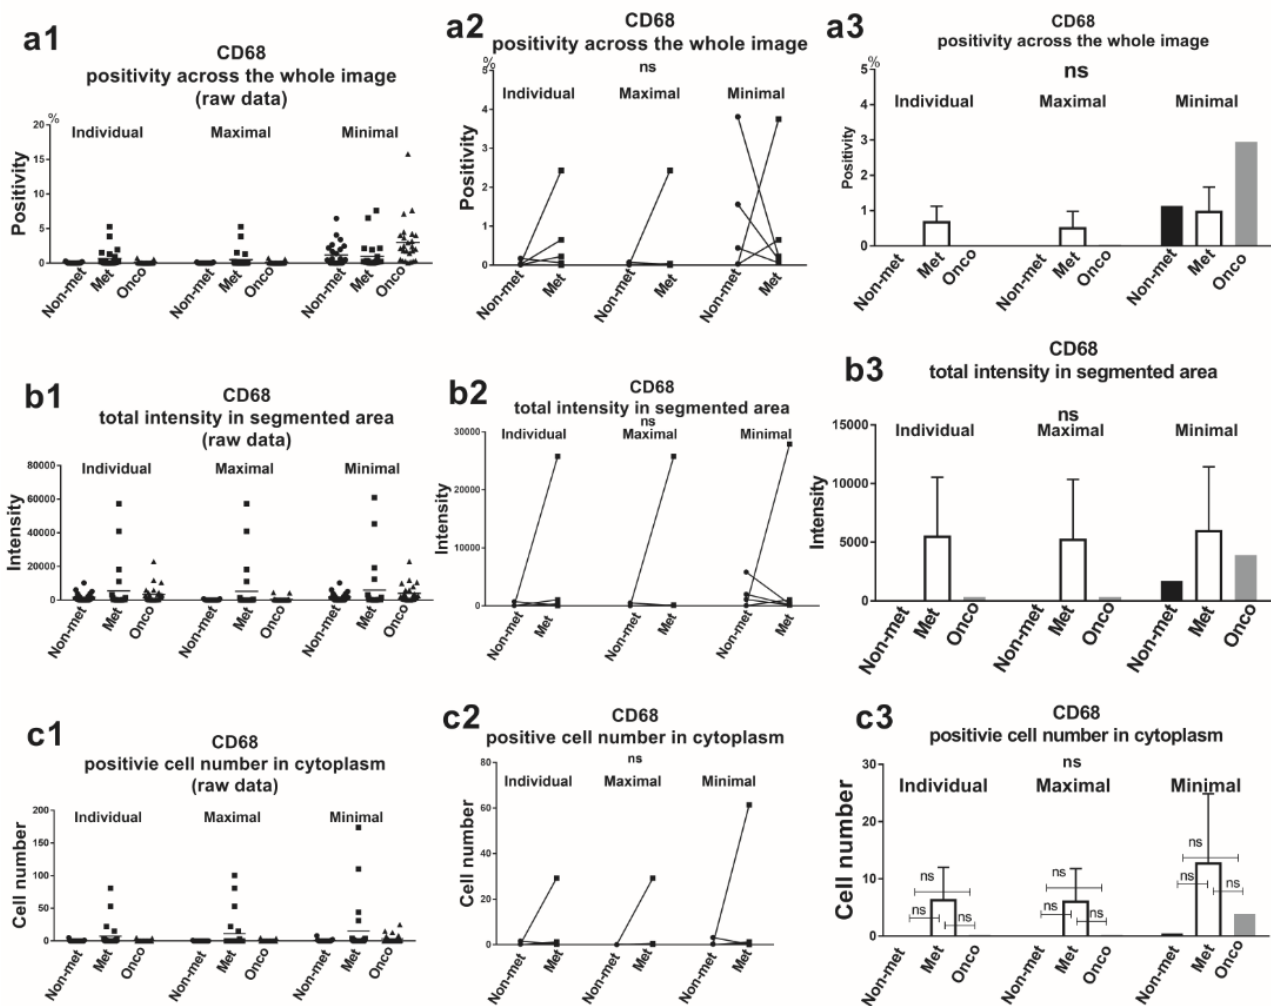 a1
CD68
positivity across the whole image
(raw data)
%
Positivity
20
15
10
5
0
Individual
Maximal
Minimal
Non-met
Met
Onco
Non-met
Met
Onco
Non-met
Met
Onco
a2
CD68
positivity across the whole image
ns
%
Positivity
5
4
3
2
1
0
Individual
Maximal
Minimal
Non-met
Met
Non-met
Met
Non-met
Met
a3
CD68
positivity across the whole image
ns
%
Positivity
5
4
3
2
1
0
Individual
Maximal
Minimal
Non-met
Met
Onco
Non-met
Met
Onco
Non-met
Met
Onco
b1
CD68
total intensity in segmented area
(raw data)
Intensity
80000
60000
40000
20000
0
Individual
Maximal
Minimal
Non-met
Met
Onco
Non-met
Met
Onco
Non-met
Met
Onco
b2
CD68
total intensity in segmented area
ns
Intensity
30000
20000
10000
0
Individual
Maximal
Minimal
Non-met
Met
Non-met
Met
Non-met
Met
b3
CD68
total intensity in segmented area
ns
Intensity
15000
10000
5000
0
Individual
Maximal
Minimal
Non-met
Met
Onco
Non-met
Met
Onco
Non-met
Met
Onco
c1
CD68
positivie cell number in cytoplasm
(raw data)
Cell number
200
150
100
50
0
Individual
Maximal
Minimal
Non-met
Met
Onco
Non-met
Met
Onco
Non-met
Met
Onco
c2
CD68
positive cell number in cytoplasm
ns
Cell number
80
60
40
20
0
Individual
Maximal
Minimal
Non-met
Met
Non-met
Met
Non-met
Met
c3
CD68
positivie cell number in cytoplasm
ns
Cell number
30
20
10
0
Individual
Maximal
Minimal
ns
ns
ns
ns
ns
ns
ns
ns
ns
Non-met
Met
Onco
Non-met
Met
Onco
Non-met
Met
Onco